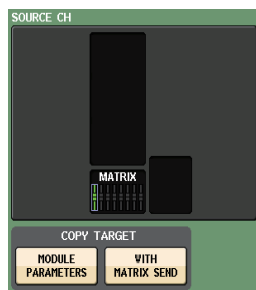 SOURCE CH
MATRIX
COPY TARGET
MODULE
PARAMETERS
WITH
MATRIX SEND